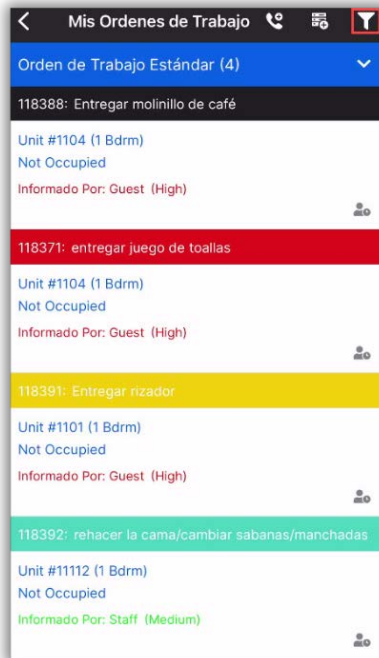 Mis Ordenes de Trabajo
Orden de Trabajo Estándar (4)
118388: Entregar molinillo de café
Unit #1104 (1 Bdrm)
Not Occupied
Informado Por: Guest (High)
118371: entregar juego de toallas
Unit #1104 (1 Bdrm)
Not Occupied
Informado Por: Guest (High)
118391: Entregar rizador
Unit #1101 (1 Bdrm)
Not Occupied
Informado Por: Guest (High)
118392: rehacer la cama/cambiar sabanas/manchadas
Unit #11112 (1 Bdrm)
Not Occupied
Informado Por: Staff (Medium)